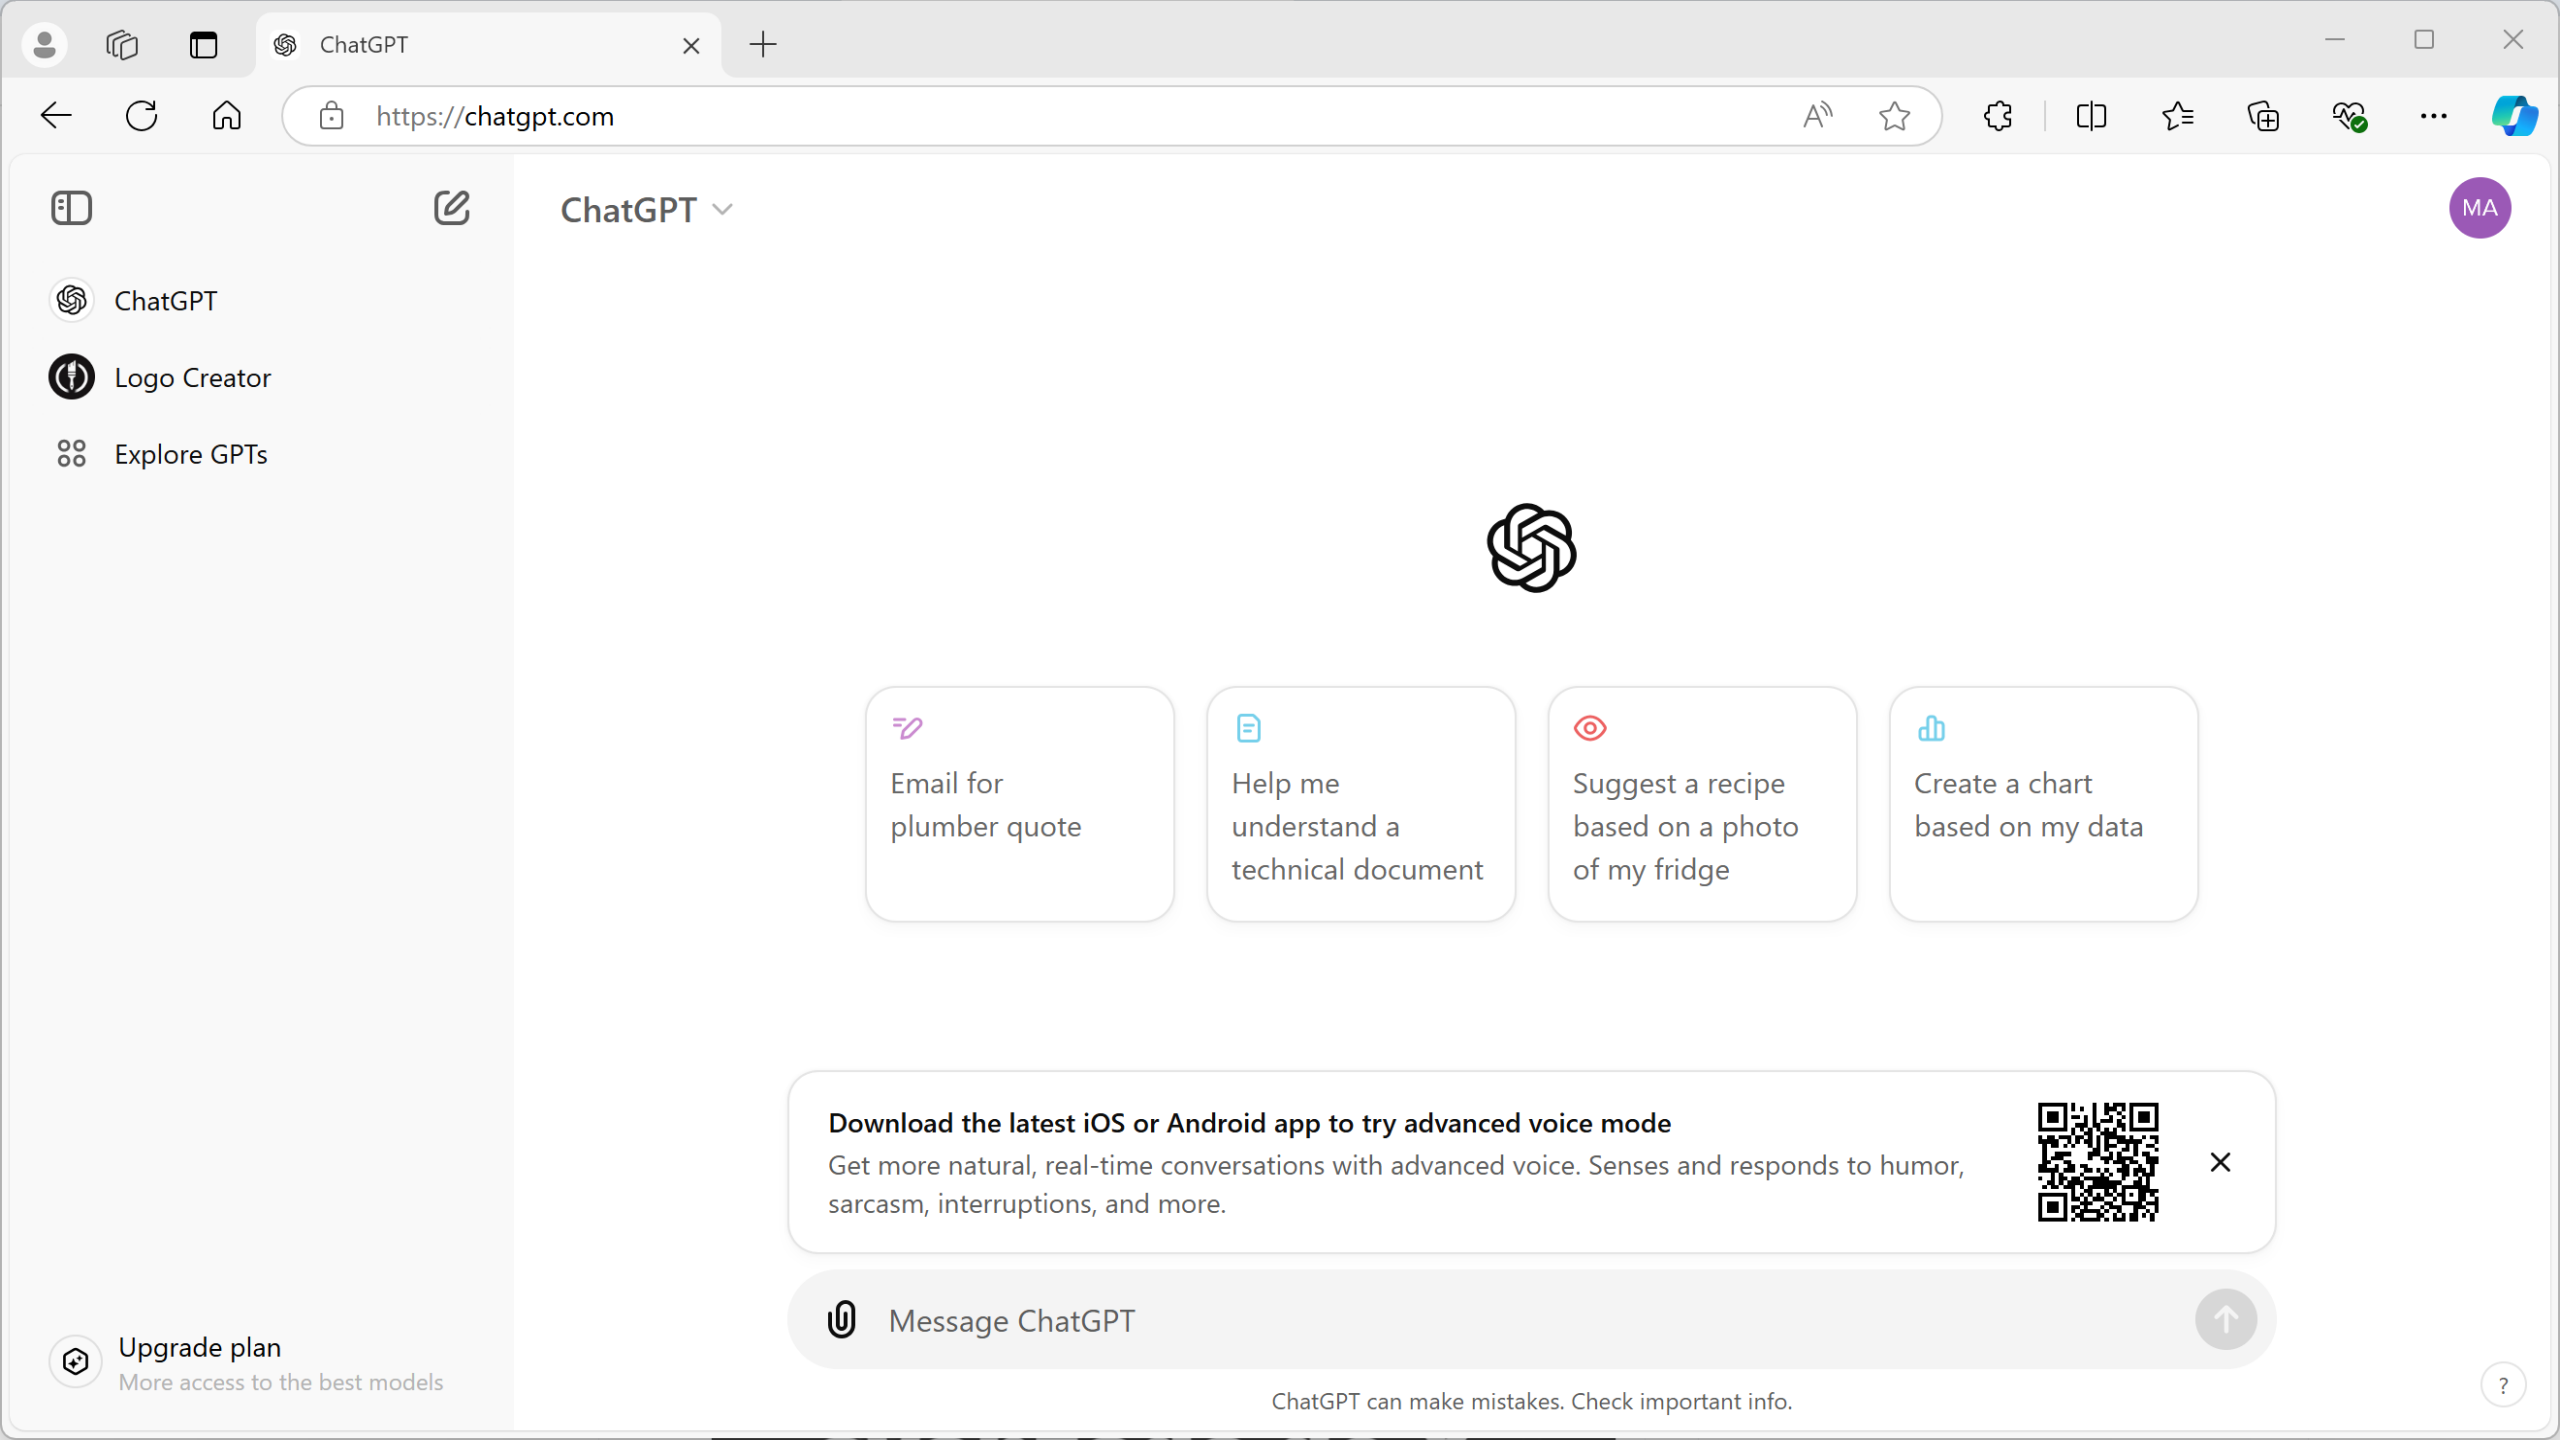 ChatGPT
https://chatgpt.com
ChatGPT
MA
ChatGPT
Logo Creator
Explore GPTs
Email for
plumber quote
Help me
understand a
technical document
Suggest a recipe
based on a photo
of my fridge
Create a chart
based on my data
Download the latest iOS or Android app to try advanced voice mode
Get more natural, real-time conversations with advanced voice. Senses and responds to humor,
sarcasm, interruptions, and more.
Message ChatGPT
Upgrade plan
More access to the best models
ChatGPT can make mistakes. Check important info.
?